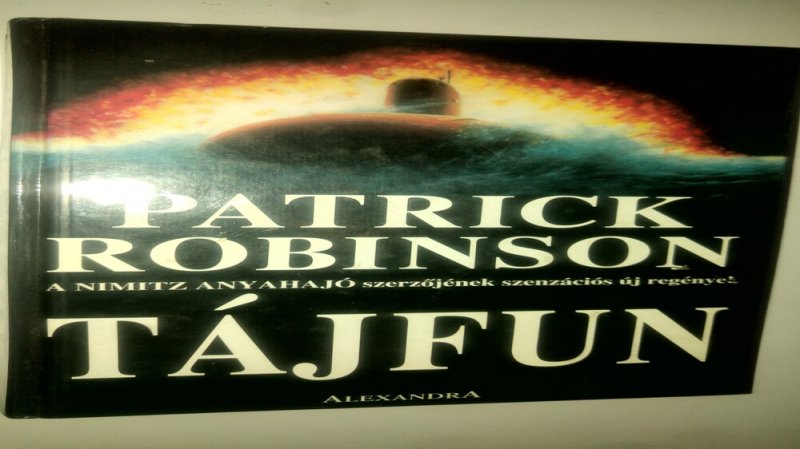 PATRICK
ROBINSON
A NIMITZ ANYAHAJÓ szerzőjének szenzációs új regénye!
TÁJFUN
ALEXANDRA